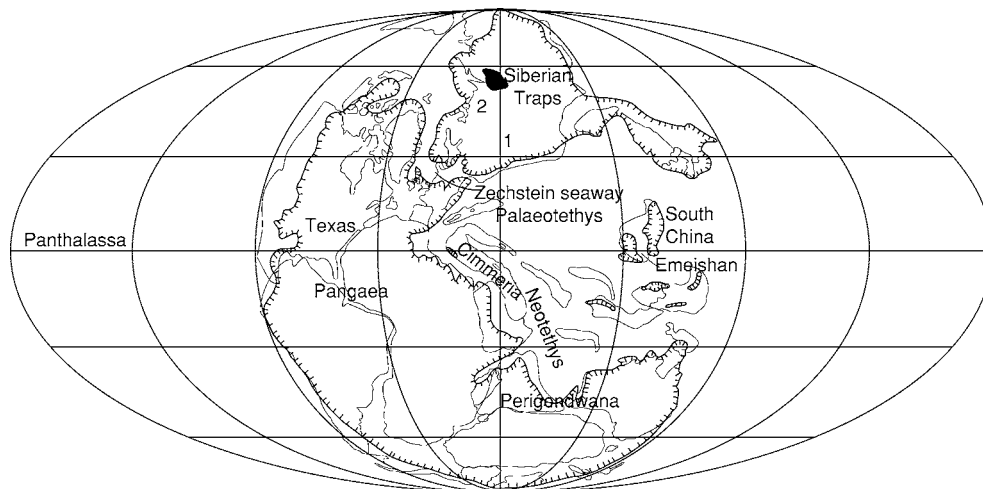 Siberian
Traps
2
1
Zechstein seaway
Palaeotethys
Texas
South
China
Panthalassa
Emeishan
Cimmeria
Pangaea
Neotethys
Perigondwana